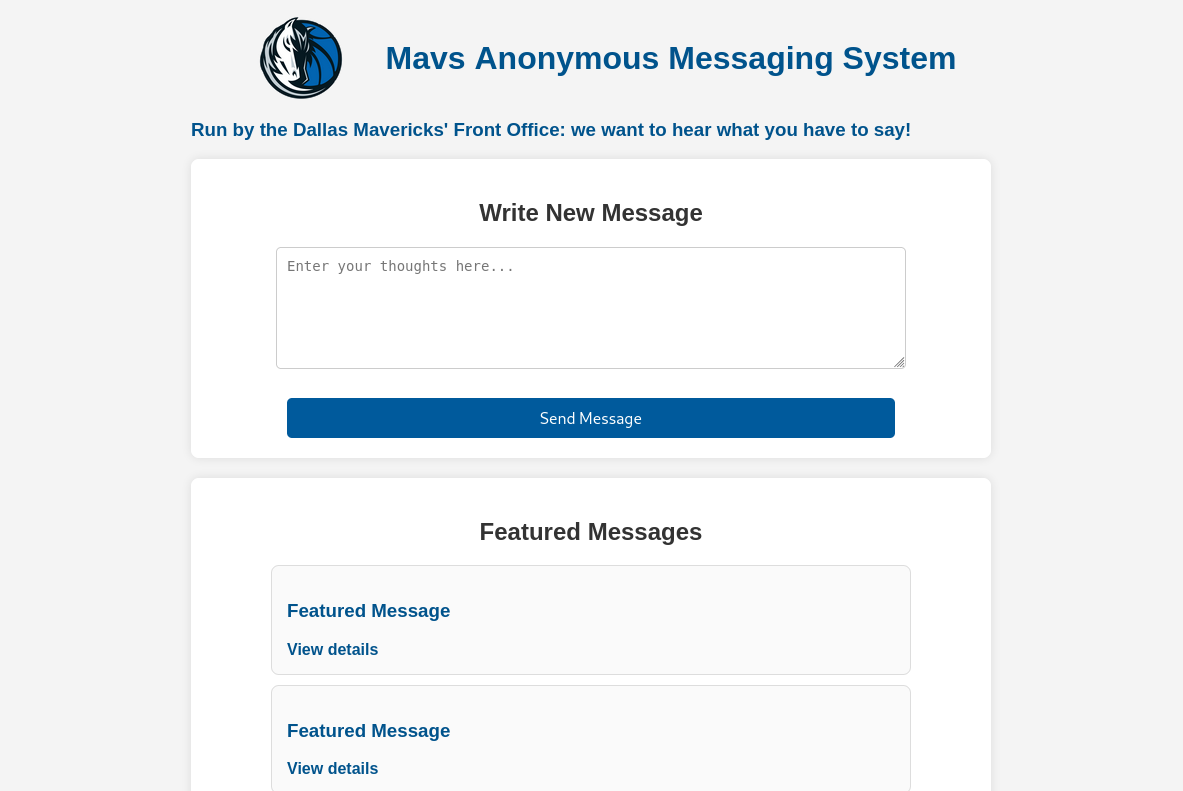 Mavs Anonymous Messaging System
Run by the Dallas Mavericks' Front Office: we want to hear what you have to say!
Write New Message
Enter your thoughts here...
Send Message
Featured Messages
Featured Message
View details
Featured Message
View details